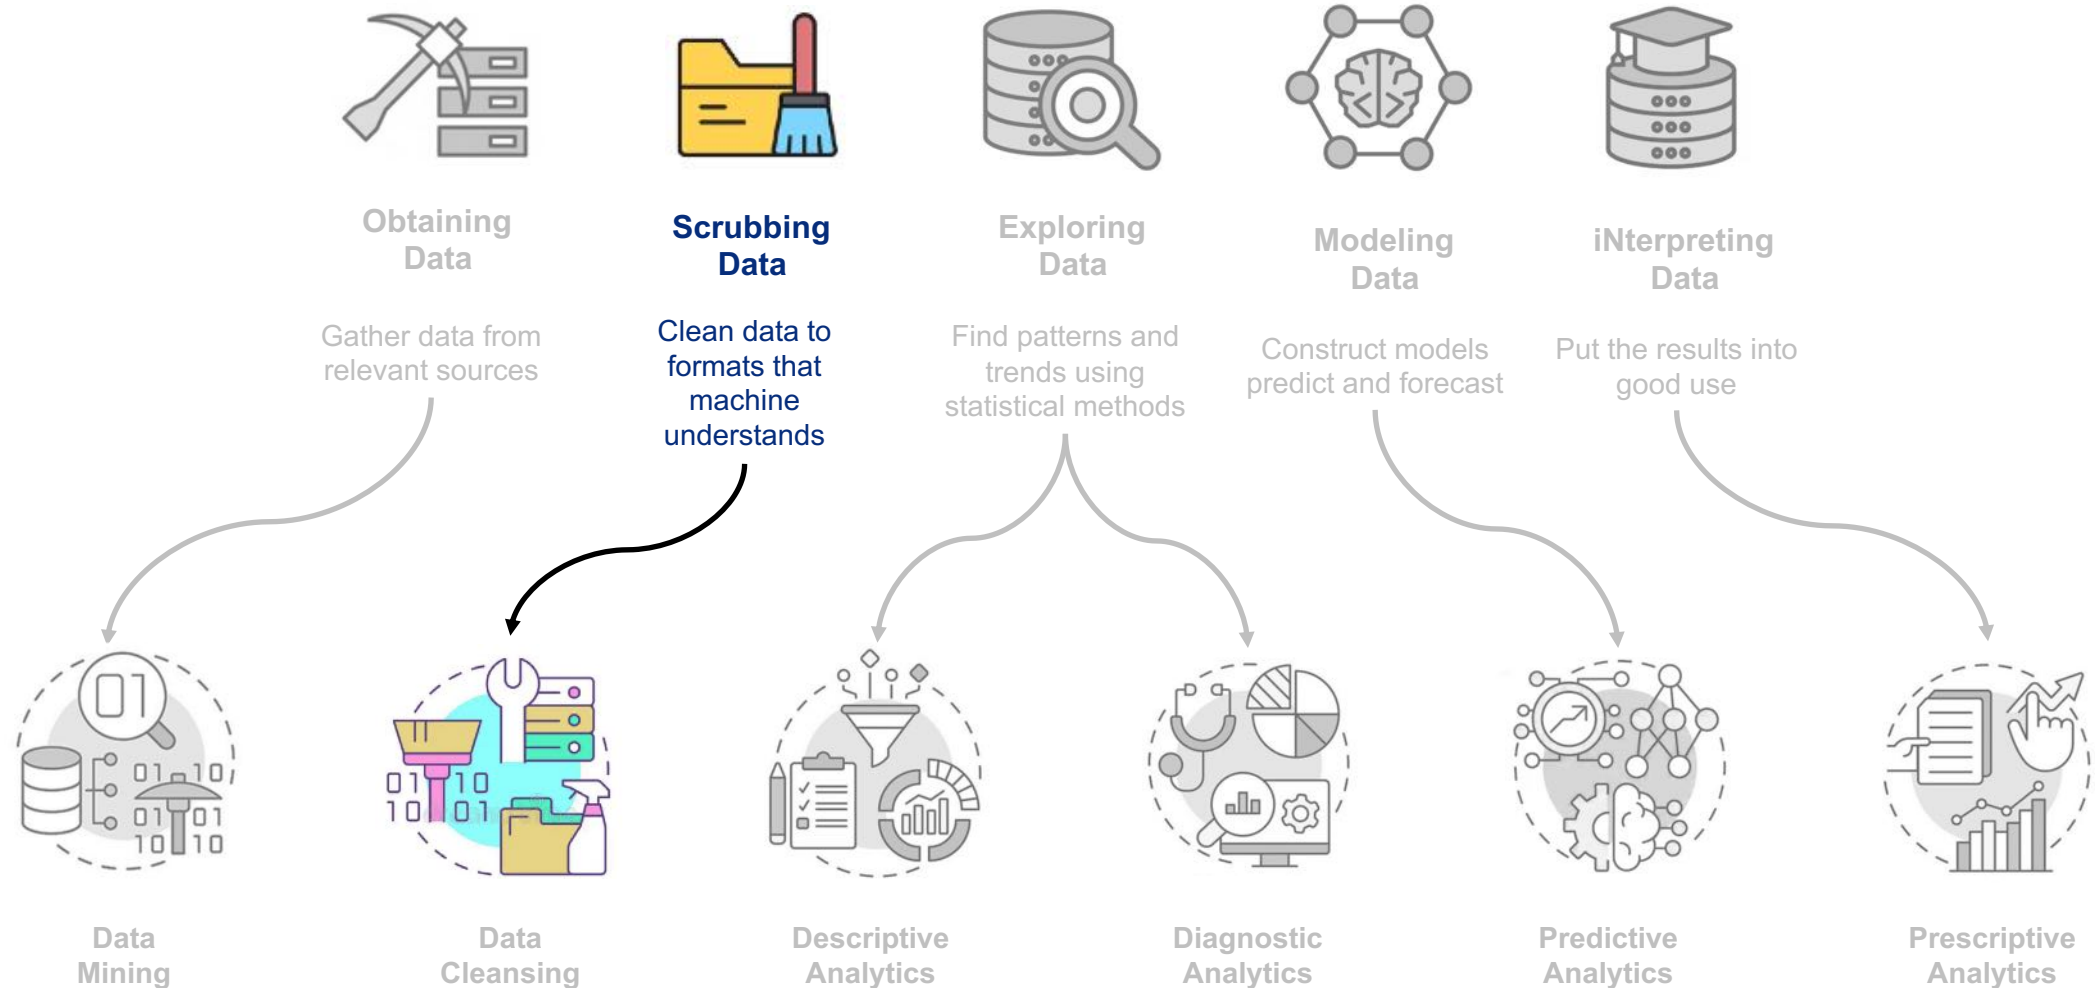 Obtaining
Data
Scrubbing
Data
Exploring
Data
Modeling
Data
iNterpreting
Data
Gather data from
relevant sources
Clean data to
formats that
machine
understands
Find patterns and
trends using
statistical methods
Construct models
predict and forecast
Put the results into
good use
01
01 10
01 01
10 10
01 10
10 01
Data
Mining
Data
Cleansing
Descriptive
Analytics
Diagnostic
Analytics
Predictive
Analytics
Prescriptive
Analytics